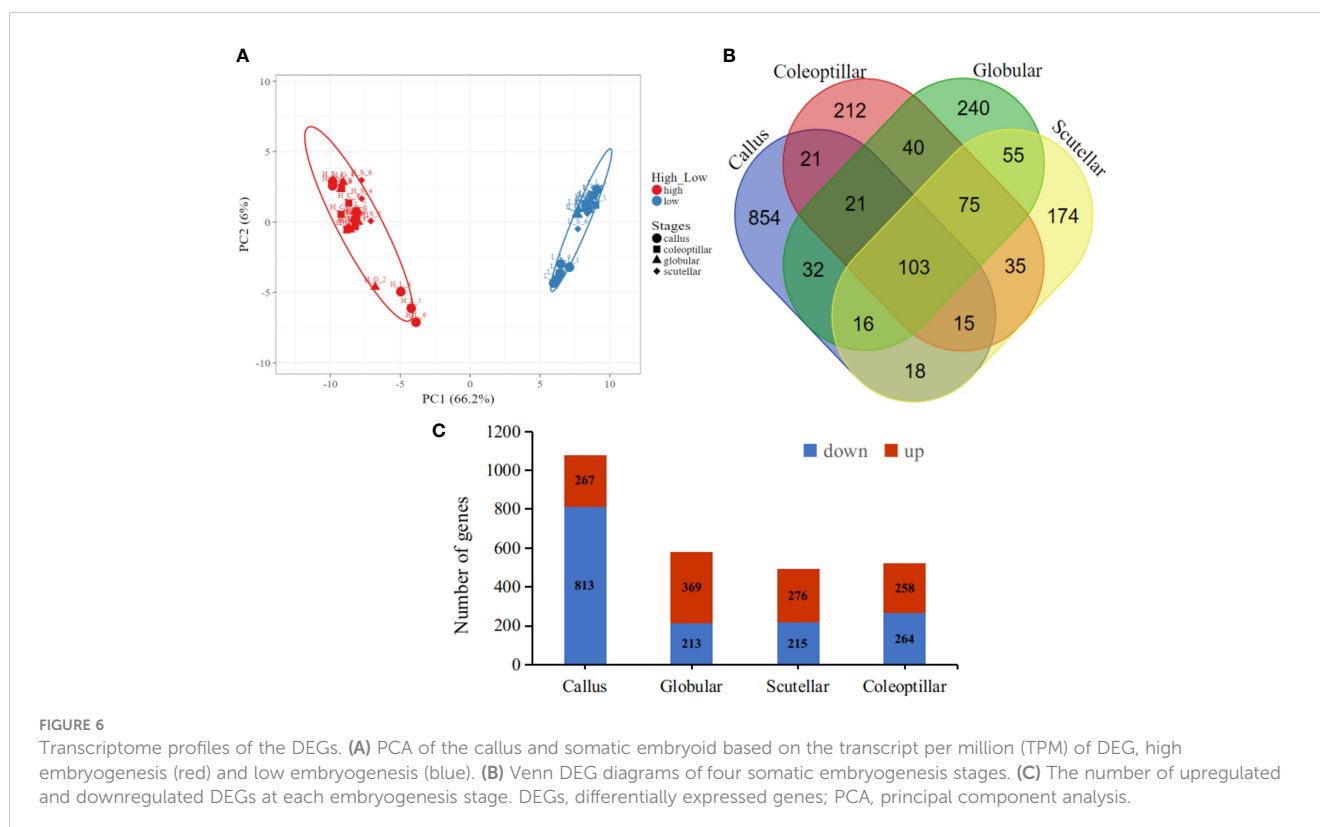 A
10
5
0
-5
-10
PC2 (6%)
-10
-5
0
5
10
PC1 (66.2%)
H_S_6
H_S_4
H_G_2
High_Low
high
low
Stages
callus
coleoptillar
globular
scutellar
B
Coleoptillar
Globular
Callus
Scutellar
212
240
21
40
55
854
21
75
174
32
103
35
16
15
18
C
1200
1000
800
600
400
200
0
Number of genes
down
up
267
813
369
213
276
215
258
264
Callus
Globular
Scutellar
Coleoptillar
FIGURE 6
Transcriptome profiles of the DEGs. (A) PCA of the callus and somatic embryoid based on the transcript per million (TPM) of DEG, high
embryogenesis (red) and low embryogenesis (blue). (B) Venn DEG diagrams of four somatic embryogenesis stages. (C) The number of upregulated
and downregulated DEGs at each embryogenesis stage. DEGs, differentially expressed genes; PCA, principal component analysis.